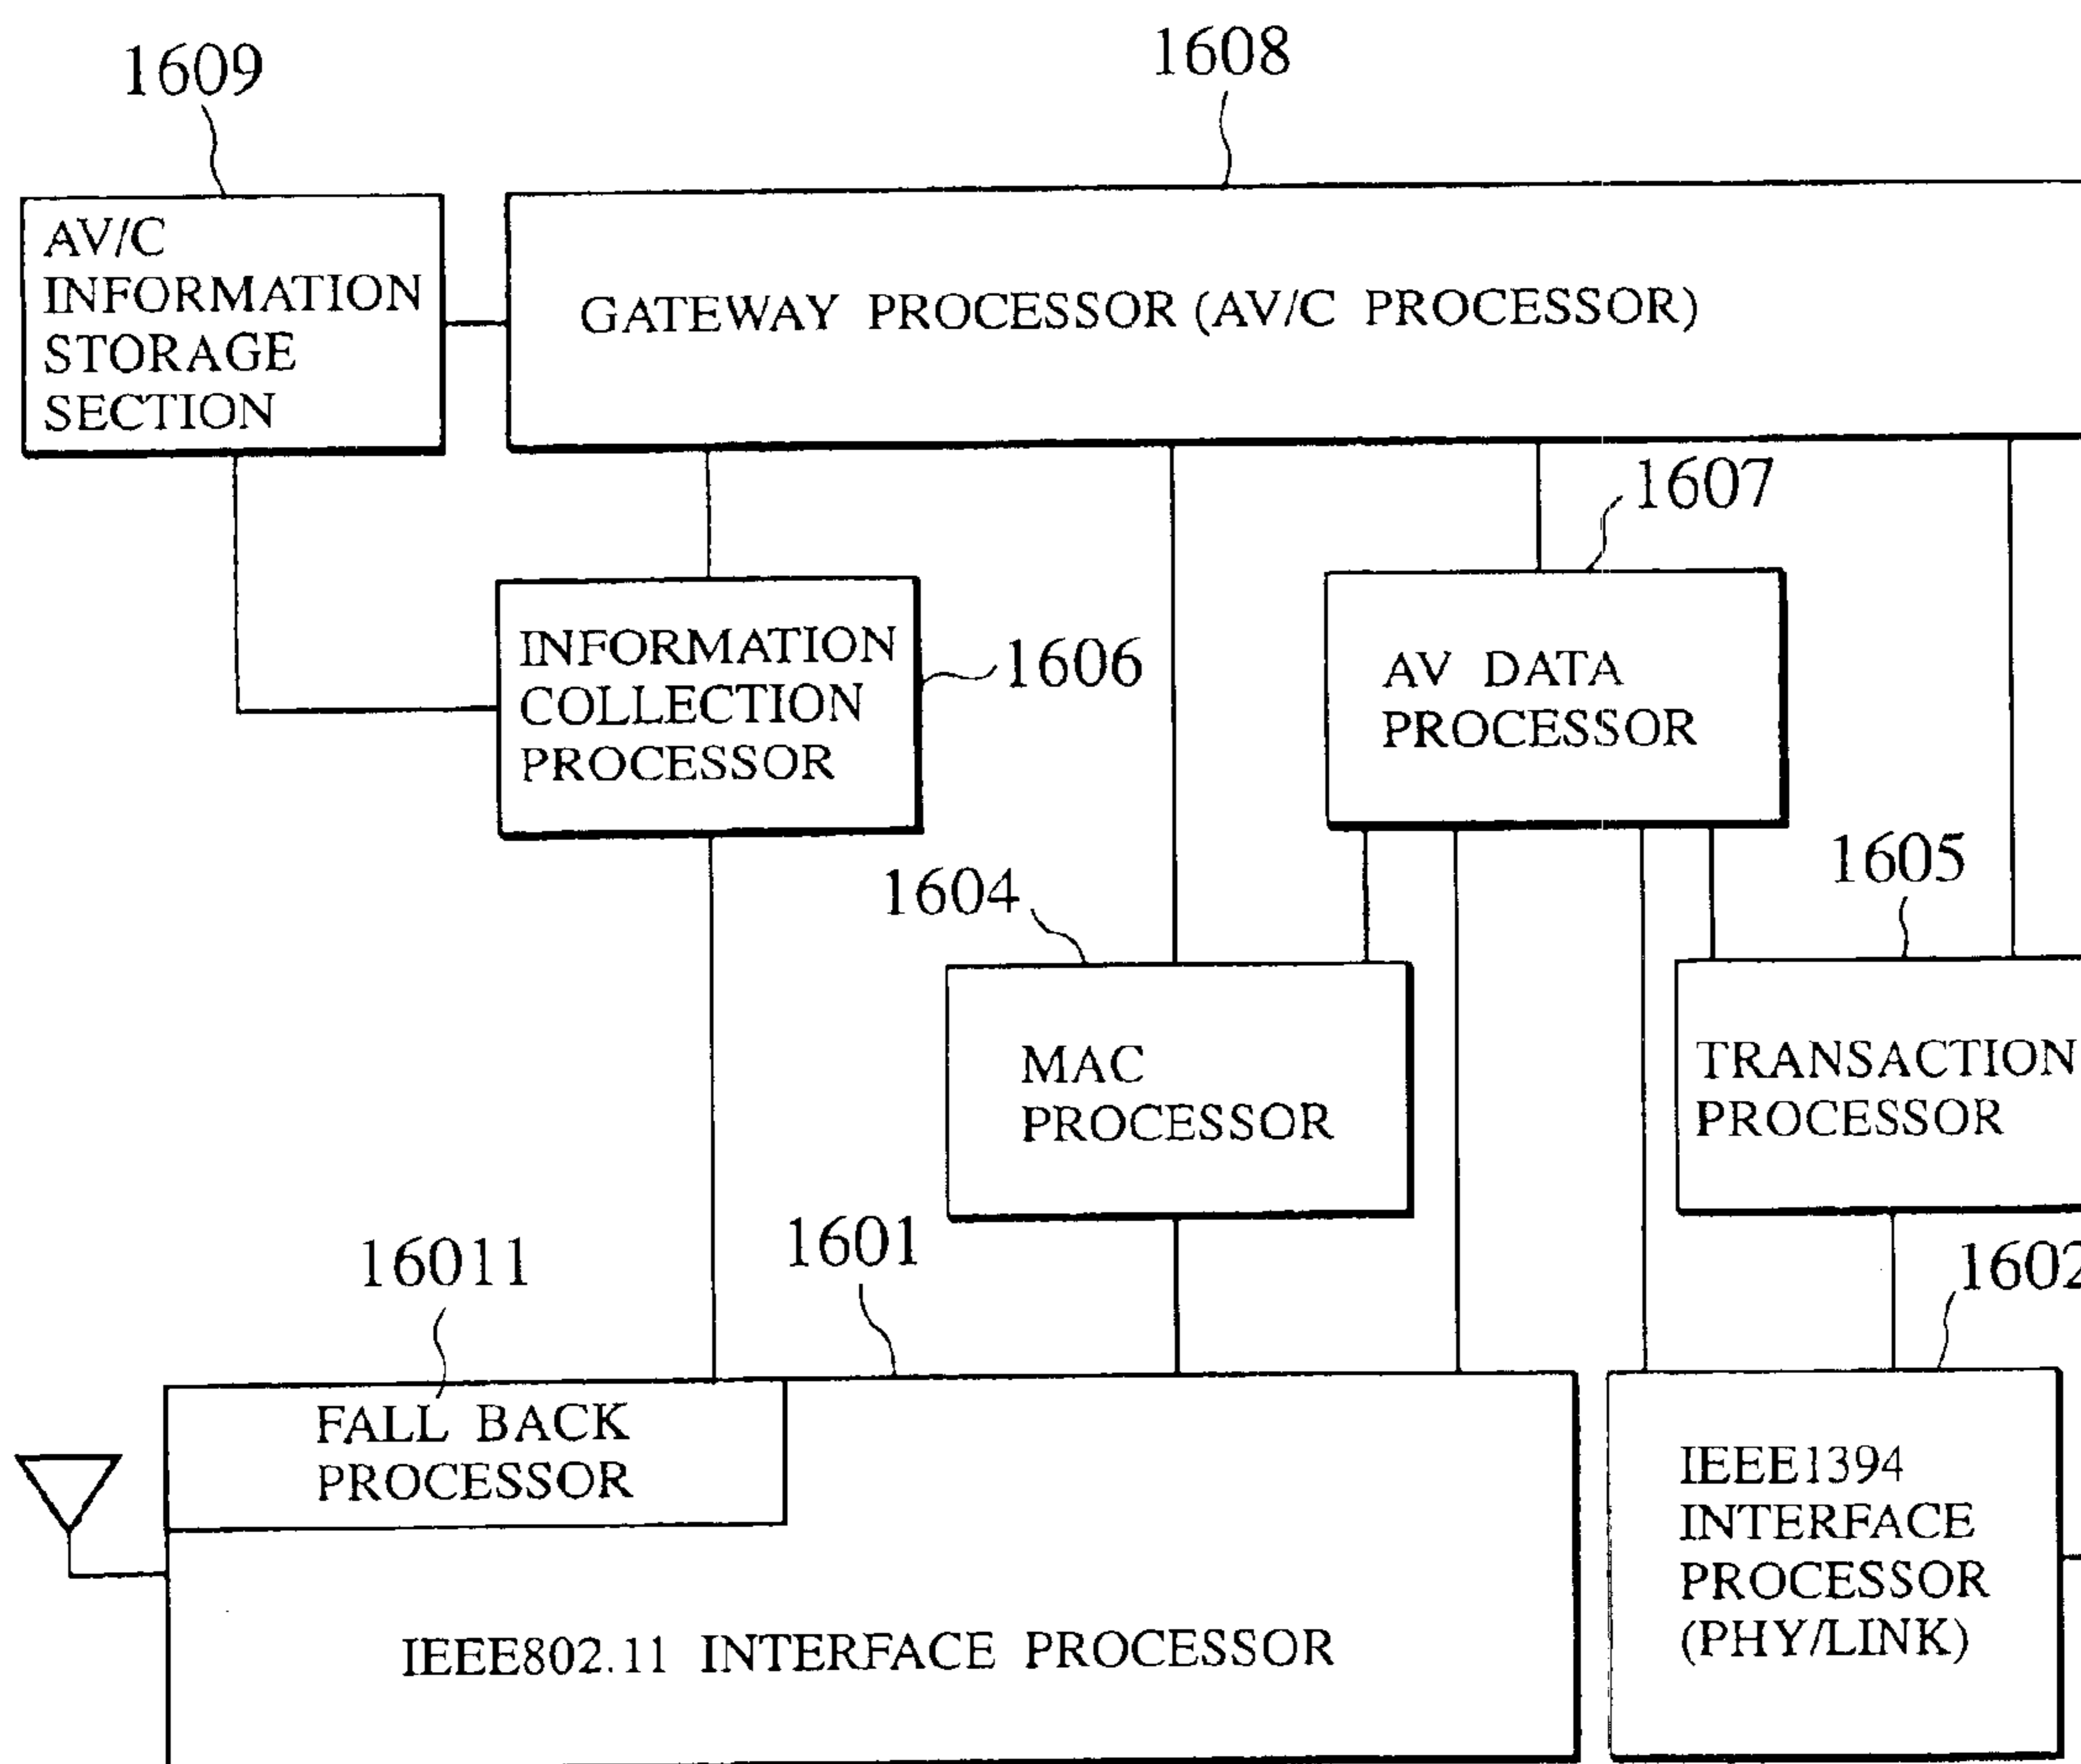 1609
1608
AV/C
INFORMATION
STORAGE
SECTION
GATEWAY PROCESSOR (AV/C PROCESSOR)
1607
INFORMATION
COLLECTION
PROCESSOR
1606
AV DATA
PROCESSOR
1604
1605
MAC
PROCESSOR
TRANSACTION
PROCESSOR
16011
1601
1602
FALL BACK
PROCESSOR
IEEE802.11 INTERFACE PROCESSOR
IEEE1394
INTERFACE
PROCESSOR
(PHY/LINK)